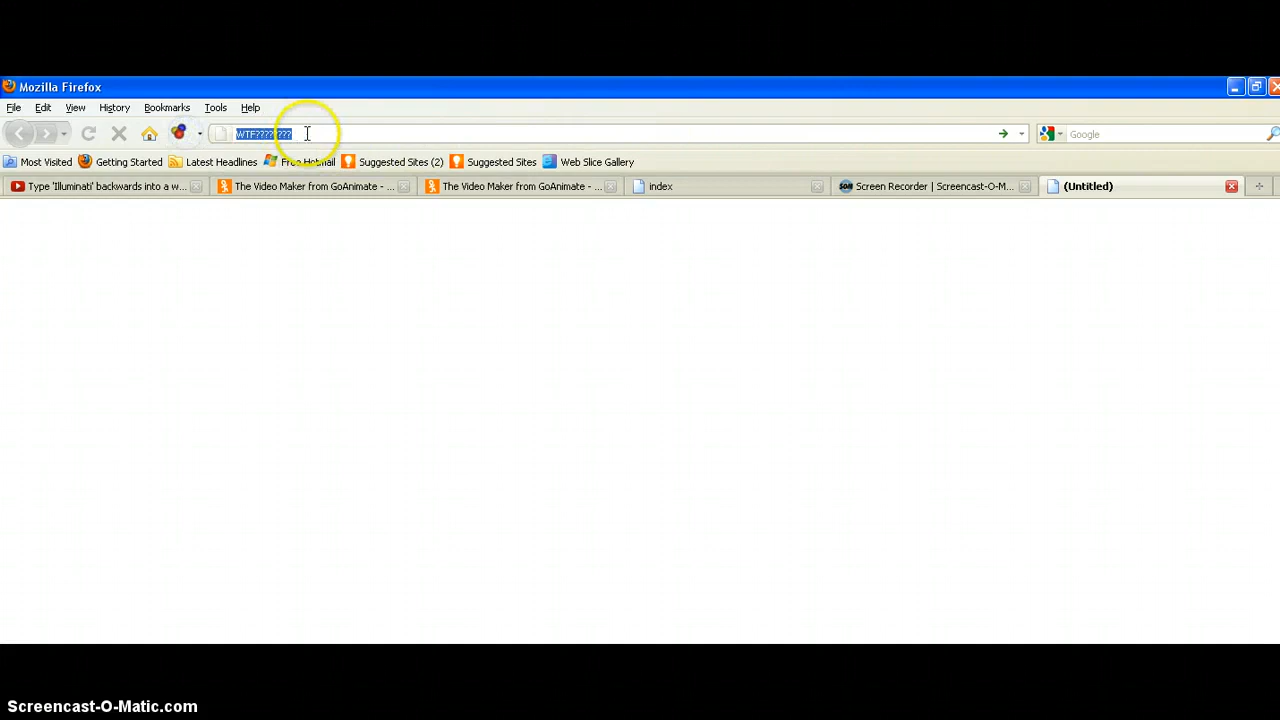 Mozilla Firefox
File Edit View History Bookmarks Tools Help
WTF???? ??? Google
Most Visited Getting Started Latest Headlines Free Hotmail Suggested Sites (2) Suggested Sites Web Slice Gallery
Type 'Illuminati' backwards into a w... The Video Maker from GoAnimate - ... The Video Maker from GoAnimate - ... index Screen Recorder | Screencast-O-M... (Untitled)
Screencast-O-Matic.com